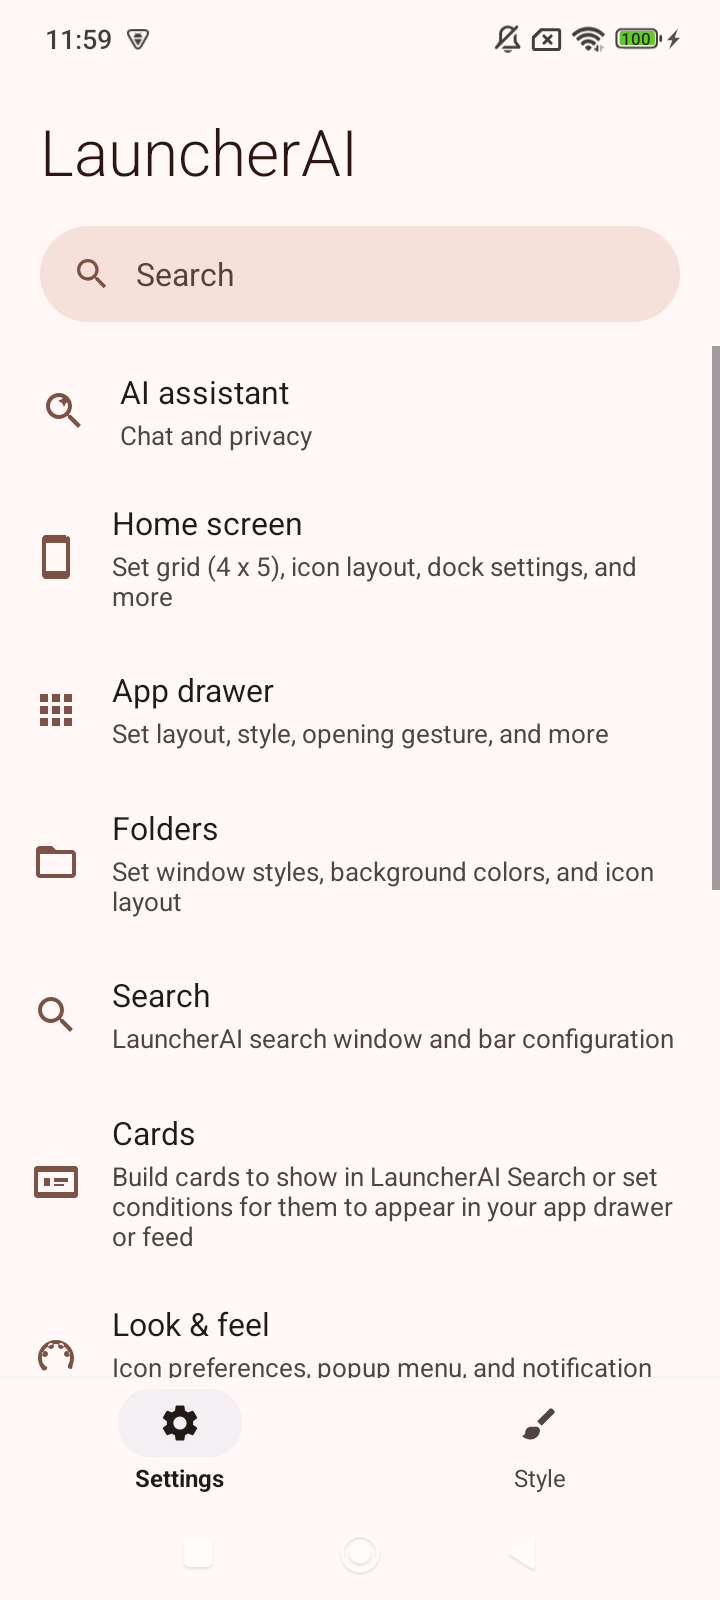 11:59
100
LauncherAI
Search
AI assistant
Chat and privacy
Home screen
Set grid (4 x 5), icon layout, dock settings, and
more
App drawer
Set layout, style, opening gesture, and more
Folders
Set window styles, background colors, and icon
layout
Search
LauncherAI search window and bar configuration
Cards
Build cards to show in LauncherAI Search or set
conditions for them to appear in your app drawer
or feed
Look & feel
Icon preferences, popup menu, and notification
Settings
Style